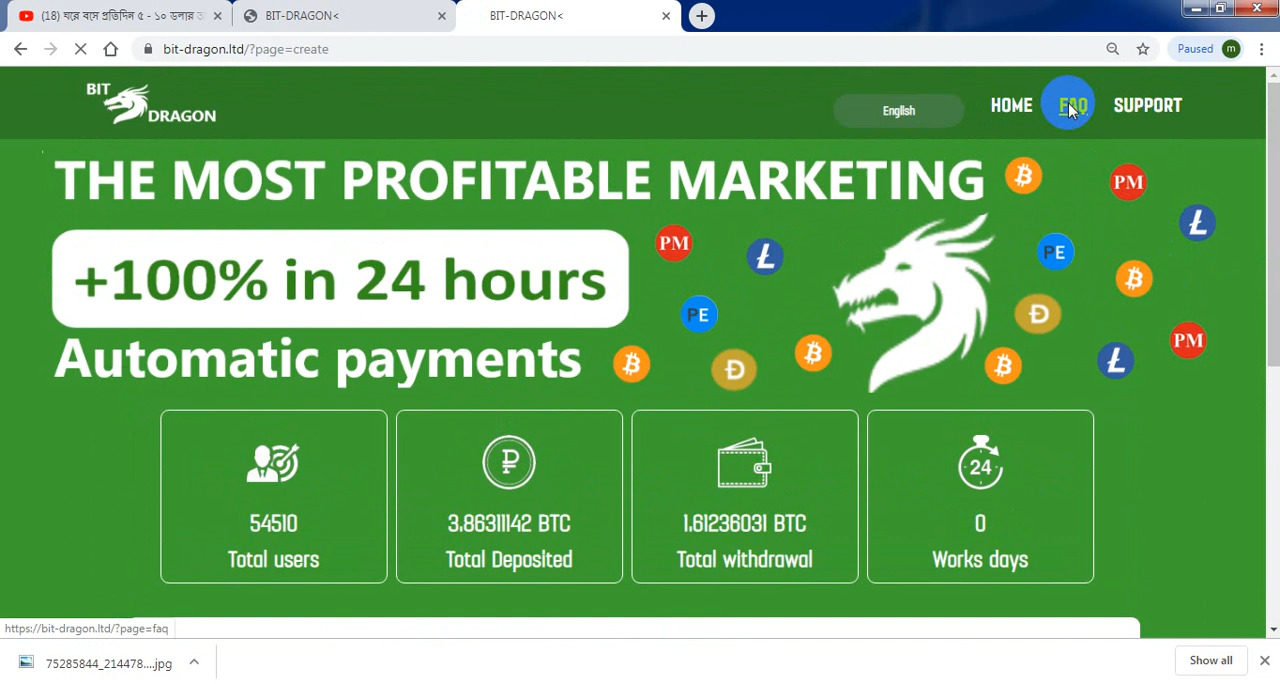 (18) ঘরে বসে প্রতিদিন ৫ - ১০ ডলার
BIT-DRAGON<
BIT-DRAGON<
bit-dragon.ltd/?page=create
Paused
m
BIT
DRAGON
English
HOME
FAQ
SUPPORT
THE MOST PROFITABLE MARKETING
+100% in 24 hours
Automatic payments
PM
PM
PE
PE
PM
24
54510
Total users
3.86311142 BTC
Total Deposited
1.61236031 BTC
Total withdrawal
0
Works days
https://bit-dragon.ltd/?page=faq
75285844_214478....jpg
Show all